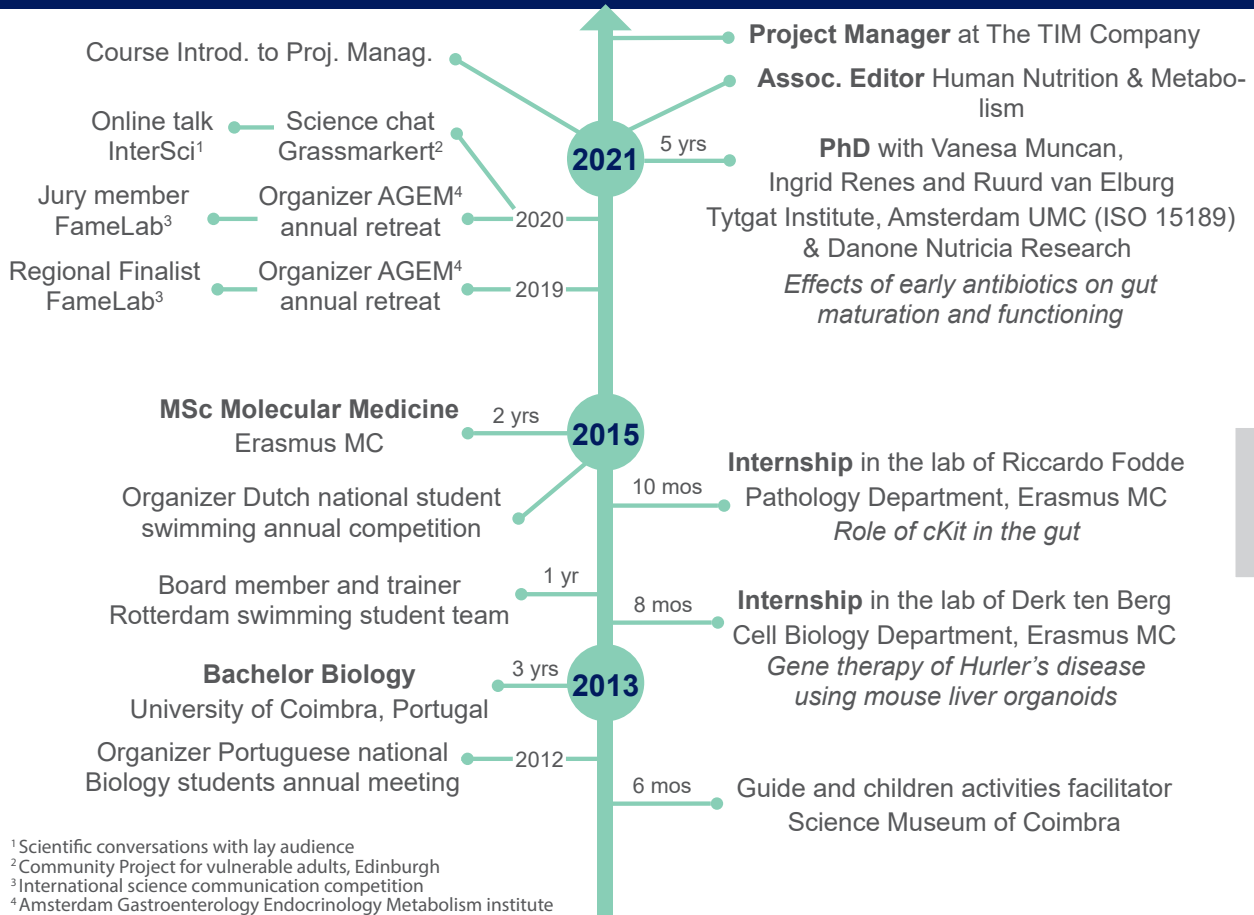 Course Introd. to Proj. Manag.
Project Manager at The TIM Company
Assoc. Editor Human Nutrition & Metabo-
lism
Online talk
InterSci¹
Science chat
Grassmarkert²
2021
5 yrs
PhD with Vanesa Muncan,
Ingrid Renes and Ruurd van Elburg
Tytgat Institute, Amsterdam UMC (ISO 15189)
& Danone Nutricia Research
Effects of early antibiotics on gut
maturation and functioning
Jury member
FameLab³
Organizer AGEM⁴
annual retreat
2020
Regional Finalist
FameLab³
Organizer AGEM⁴
annual retreat
2019
MSc Molecular Medicine
Erasmus MC
2 yrs
2015
Organizer Dutch national student
swimming annual competition
10 mos
Internship in the lab of Riccardo Fodde
Pathology Department, Erasmus MC
Role of cKit in the gut
Board member and trainer
Rotterdam swimming student team
1 yr
8 mos
Internship in the lab of Derk ten Berg
Cell Biology Department, Erasmus MC
Gene therapy of Hurler's disease
using mouse liver organoids
Bachelor Biology
University of Coimbra, Portugal
3 yrs
2013
Organizer Portuguese national
Biology students annual meeting
2012
6 mos
Guide and children activities facilitator
Science Museum of Coimbra
¹ Scientific conversations with lay audience
² Community Project for vulnerable adults, Edinburgh
³ International science communication competition
⁴ Amsterdam Gastroenterology Endocrinology Metabolism institute